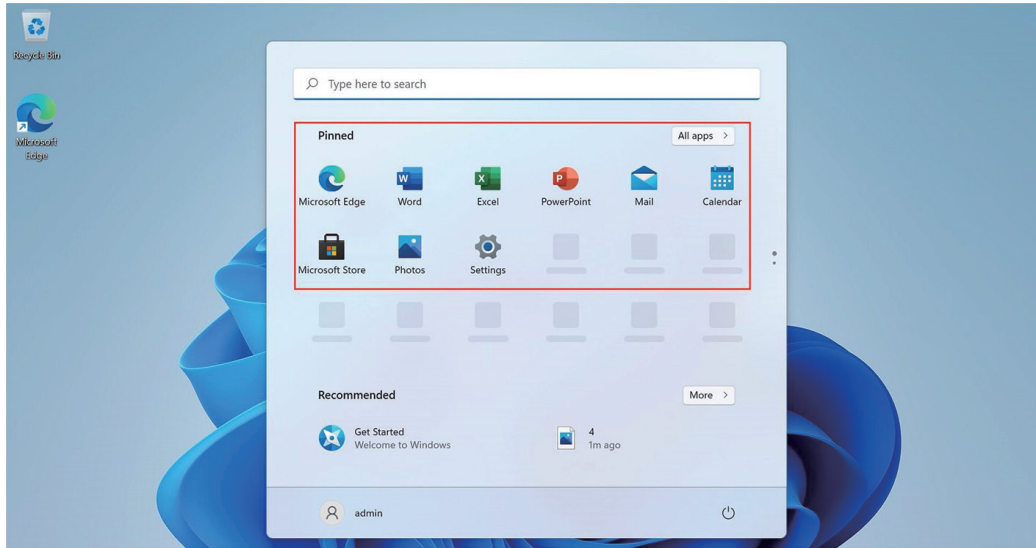 Recycle Bin
Microsoft
Edge
Type here to search
Pinned
All apps >
Microsoft Edge
Word
Excel
PowerPoint
Mail
Calendar
Microsoft Store
Photos
Settings
Recommended
More >
Get Started
Welcome to Windows
4
1m ago
admin